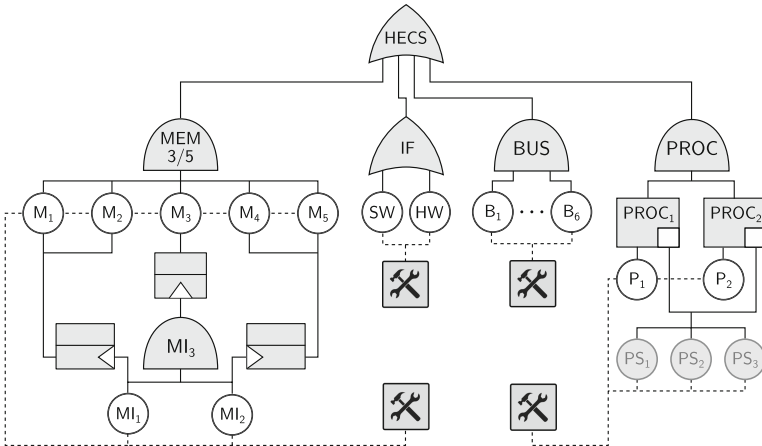 HECS
MEM
3/5
IF
BUS
PROC
M₁
M₂
M₃
M₄
M₅
SW
HW
B₁
···
B₆
PROC₁
PROC₂
P₁
P₂
MI₃
PS₁
PS₂
PS₃
MI₁
MI₂